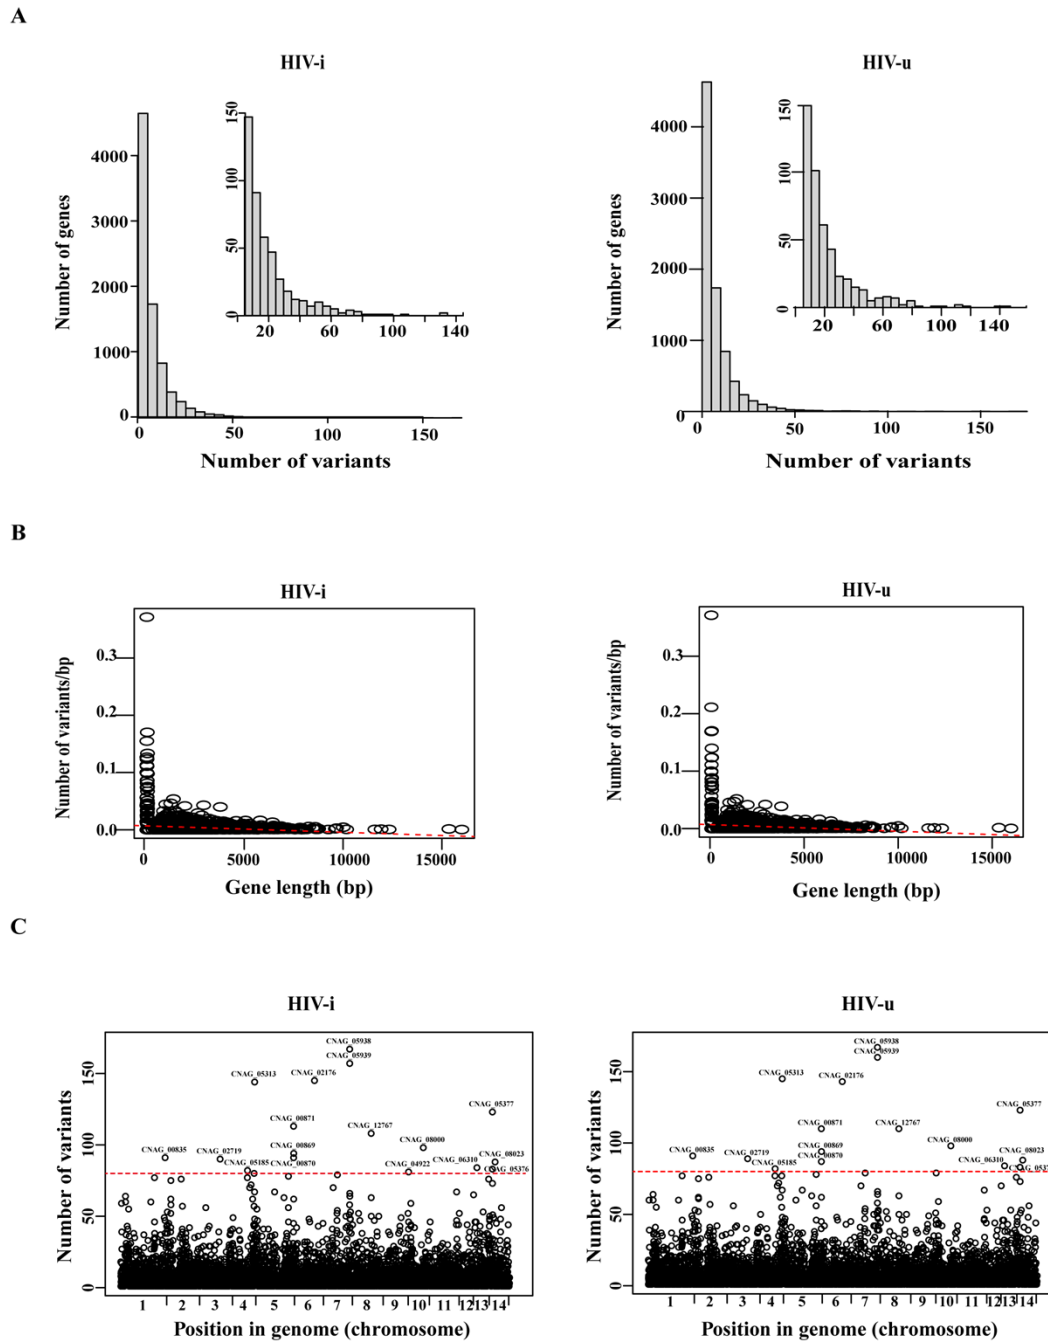 A
HIV-i
HIV-u
Number of genes
4000
3000
2000
1000
0
150
100
50
0
20
60
100
140
0
50
100
150
Number of variants
Number of genes
4000
3000
2000
1000
0
150
100
50
0
20
60
100
140
0
50
100
150
Number of variants
B
HIV-i
HIV-u
Number of variants/bp
0.3
0.2
0.1
0.0
0
5000
10000
15000
Gene length (bp)
Number of variants/bp
0.3
0.2
0.1
0.0
0
5000
10000
15000
Gene length (bp)
C
HIV-i
HIV-u
Number of variants
150
100
50
0
CNAG_05938
CNAG_05939
CNAG_05313
CNAG_02176
CNAG_05377
CNAG_00871
CNAG_12767
CNAG_00835
CNAG_02719
CNAG_00869
CNAG_08000
CNAG_05185
CNAG_00870
CNAG_04922
CNAG_06310
CNAG_08023
CNAG_05376
1 2 3 4 5 6 7 8 9 10 11 12 13 14
Position in genome (chromosome)
Number of variants
150
100
50
0
CNAG_05938
CNAG_05939
CNAG_05313
CNAG_02176
CNAG_05377
CNAG_00871
CNAG_12767
CNAG_00835
CNAG_02719
CNAG_00869
CNAG_08000
CNAG_05185
CNAG_00870
CNAG_06310
CNAG_08023
1 2 3 4 5 6 7 8 9 10 11 12 13 14
Position in genome (chromosome)